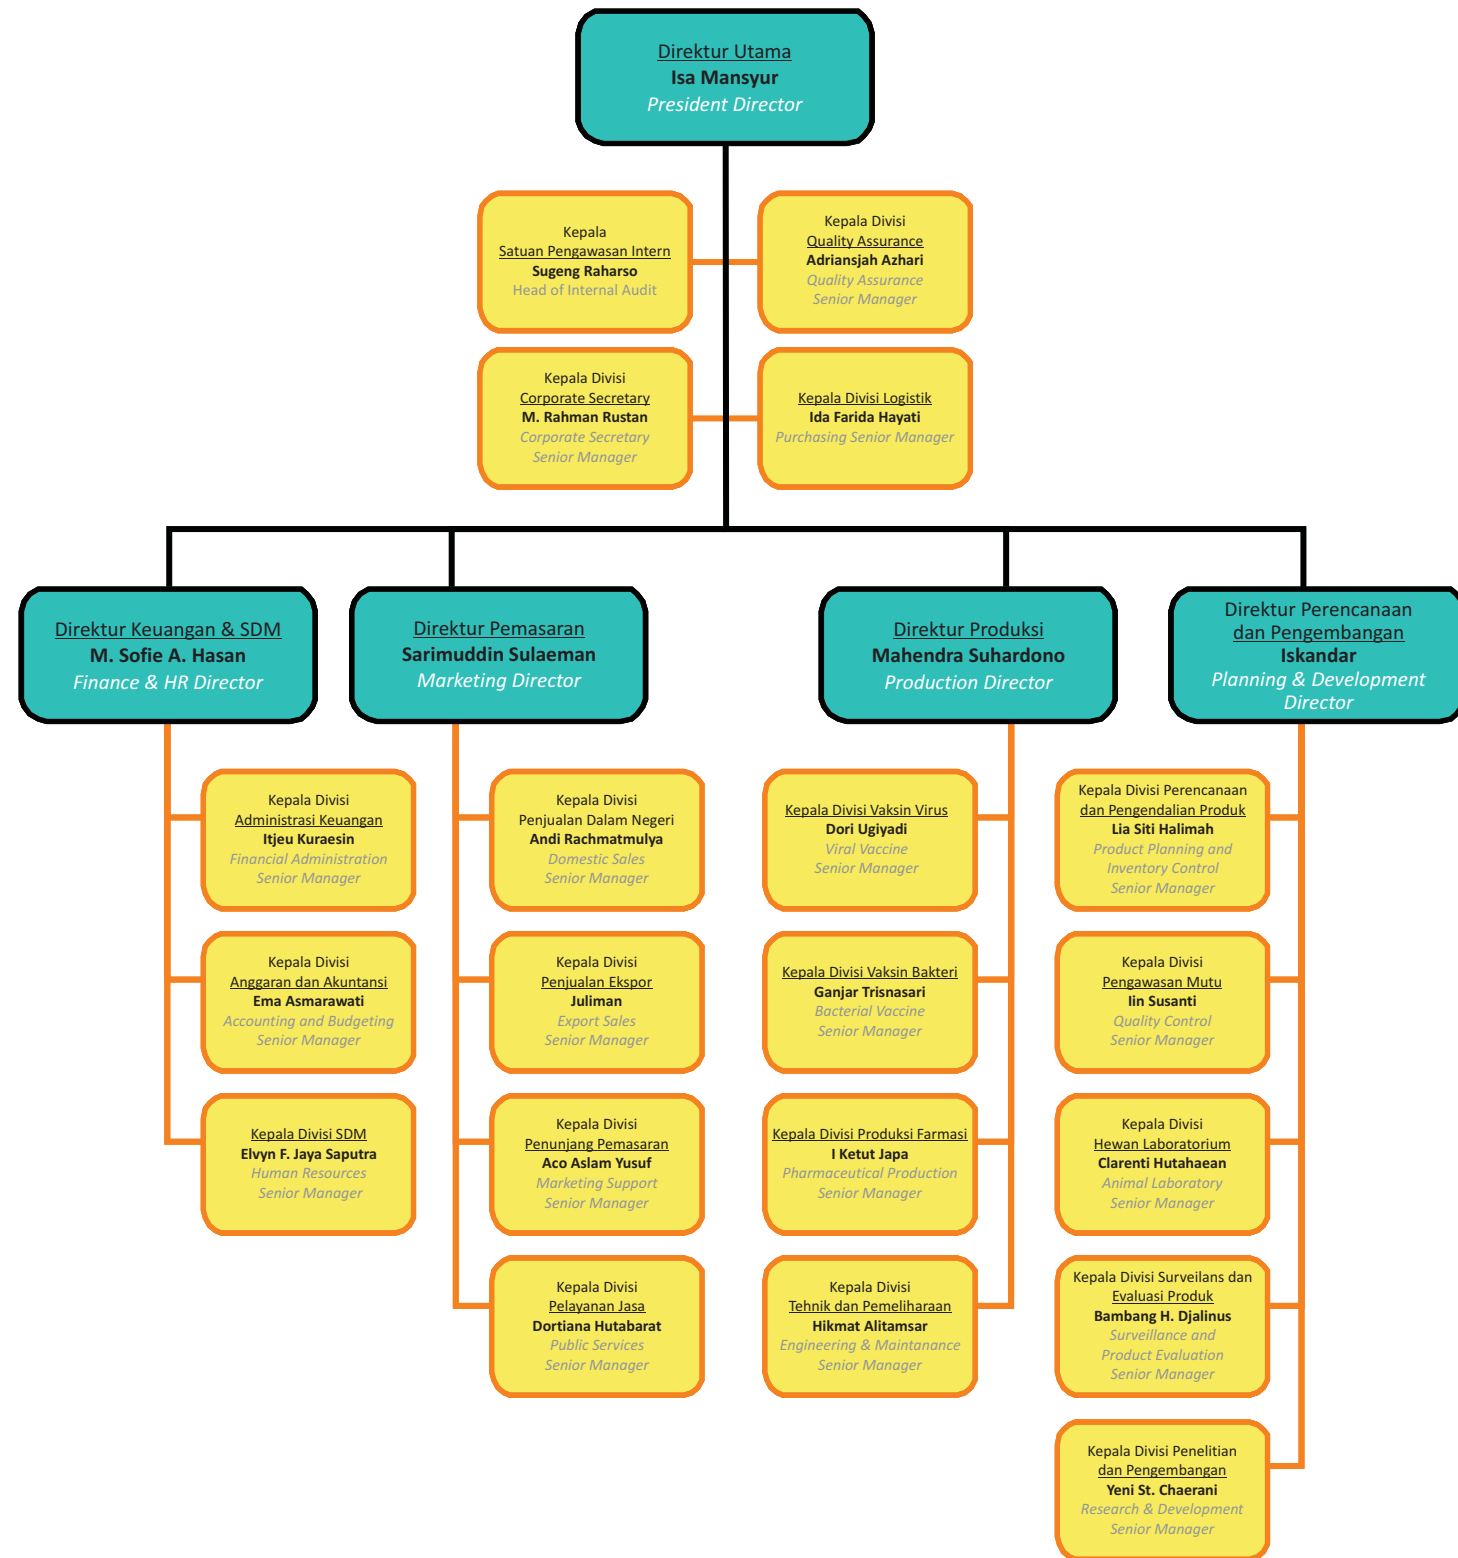 Direktur Utama
Isa Mansyur
President Director
Kepala
Satuan Pengawasan Intern
Sugeng Raharso
Head of Internal Audit
Kepala Divisi
Quality Assurance
Adriansjah Azhari
Quality Assurance
Senior Manager
Kepala Divisi
Corporate Secretary
M. Rahman Rustan
Corporate Secretary
Senior Manager
Kepala Divisi Logistik
Ida Farida Hayati
Purchasing Senior Manager
Direktur Keuangan & SDM
M. Sofie A. Hasan
Finance & HR Director
Direktur Pemasaran
Sarimuddin Sulaeman
Marketing Director
Direktur Produksi
Mahendra Suhardono
Production Director
Direktur Perencanaan
dan Pengembangan
Iskandar
Planning & Development
Director
Kepala Divisi
Administrasi Keuangan
Itjeu Kuraesin
Financial Administration
Senior Manager
Kepala Divisi
Anggaran dan Akuntansi
Ema Asmarawati
Accounting and Budgeting
Senior Manager
Kepala Divisi SDM
Elvyn F. Jaya Saputra
Human Resources
Senior Manager
Kepala Divisi
Penjualan Dalam Negeri
Andi Rachmatmulya
Domestic Sales
Senior Manager
Kepala Divisi
Penjualan Ekspor
Juliman
Export Sales
Senior Manager
Kepala Divisi
Penunjang Pemasaran
Aco Aslam Yusuf
Marketing Support
Senior Manager
Kepala Divisi
Pelayanan Jasa
Dortiana Hutabarat
Public Services
Senior Manager
Kepala Divisi Vaksin Virus
Dori Ugiyadi
Viral Vaccine
Senior Manager
Kepala Divisi Vaksin Bakteri
Ganjar Trisnasari
Bacterial Vaccine
Senior Manager
Kepala Divisi Produksi Farmasi
I Ketut Japa
Pharmaceutical Production
Senior Manager
Kepala Divisi
Tehnik dan Pemeliharaan
Hikmat Alitamsar
Engineering & Maintanance
Senior Manager
Kepala Divisi Perencanaan
dan Pengendalian Produk
Lia Siti Halimah
Product Planning and
Inventory Control
Senior Manager
Kepala Divisi
Pengawasan Mutu
Iin Susanti
Quality Control
Senior Manager
Kepala Divisi
Hewan Laboratorium
Clarenti Hutahaean
Animal Laboratory
Senior Manager
Kepala Divisi Surveilans dan
Evaluasi Produk
Bambang H. Djalinus
Surveillance and
Product Evaluation
Senior Manager
Kepala Divisi Penelitian
dan Pengembangan
Yeni St. Chaerani
Research & Development
Senior Manager